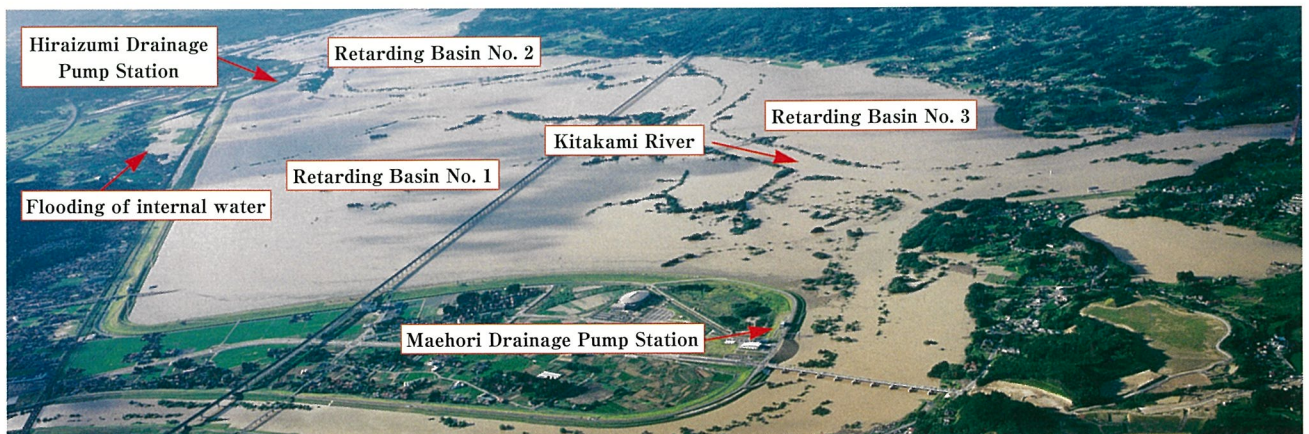 Hiraizumi Drainage
Pump Station
Retarding Basin No. 2
Retarding Basin No. 3
Kitakami River
Retarding Basin No. 1
Flooding of internal water
Maehori Drainage Pump Station